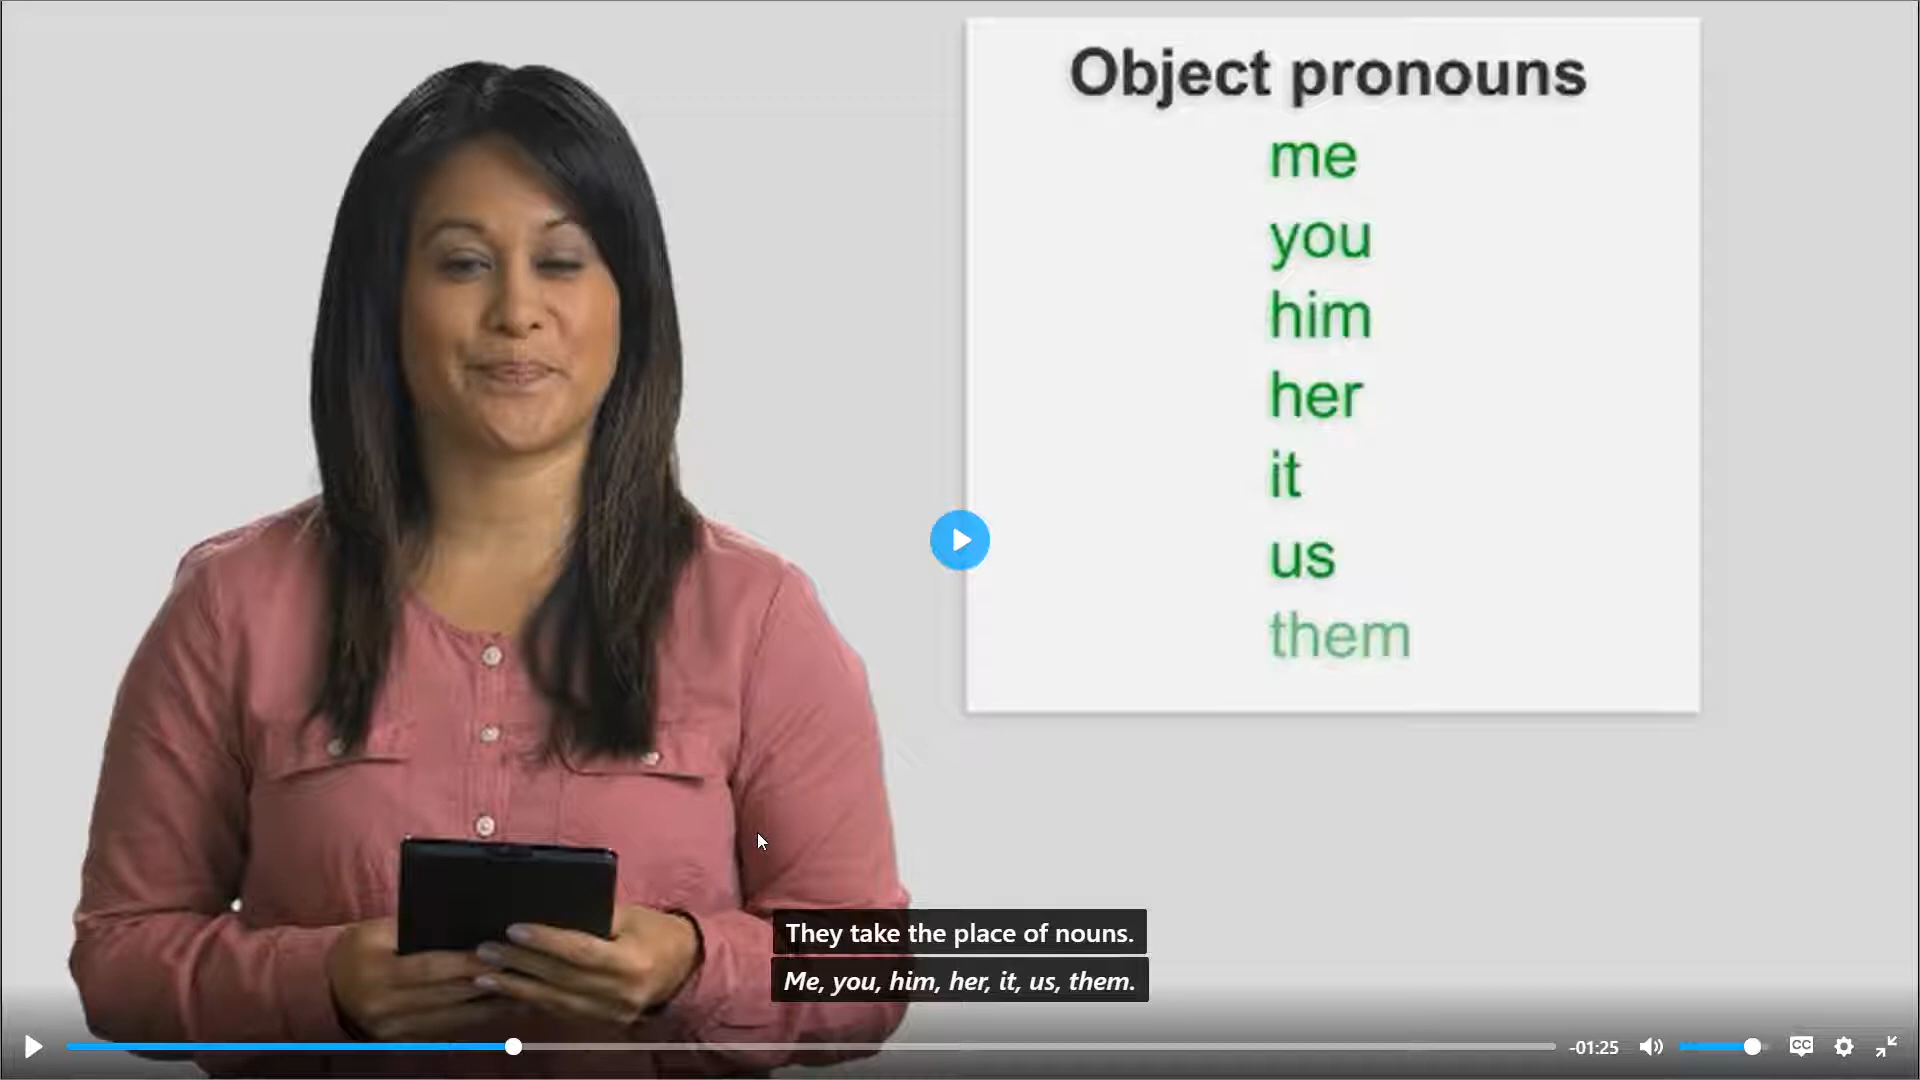 Object pronouns
me
you
him
her
it
us
them
They take the place of nouns.
Me, you, him, her, it, us, them.
-01:25
CC